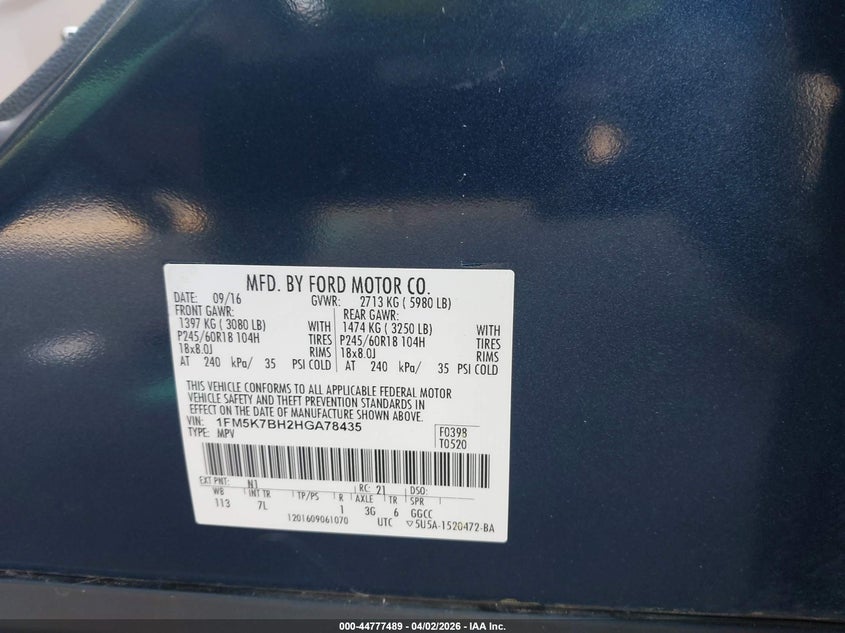 MFD. BY FORD MOTOR CO.
DATE: 09/16 GVWR: 2713 KG ( 5980 LB)
FRONT GAWR: REAR GAWR:
1397 KG ( 3080 LB) WITH 1474 KG ( 3250 LB) WITH
P245/60R18 104H TIRES P245/60R18 104H TIRES
18x8.0J RIMS 18x8.0J RIMS
AT 240 kPa/ 35 PSI COLD AT 240 kPa/ 35 PSI COLD
THIS VEHICLE CONFORMS TO ALL APPLICABLE FEDERAL MOTOR
VEHICLE SAFETY AND THEFT PREVENTION STANDARDS IN
EFFECT ON THE DATE OF MANUFACTURE SHOWN ABOVE.
VIN: 1FM5K7BH2HGA78435
TYPE: MPV
F0398
T0520
EXT PNT: N1 RC: 21 DSO:
WB INT TR TP/PS R AXLE TR SPR
113 7L 1 3G 6 GGCC
1201609061070 UTC ▽5U5A-1520472-BA
000-44777489 - 04/02/2026 - IAA Inc.